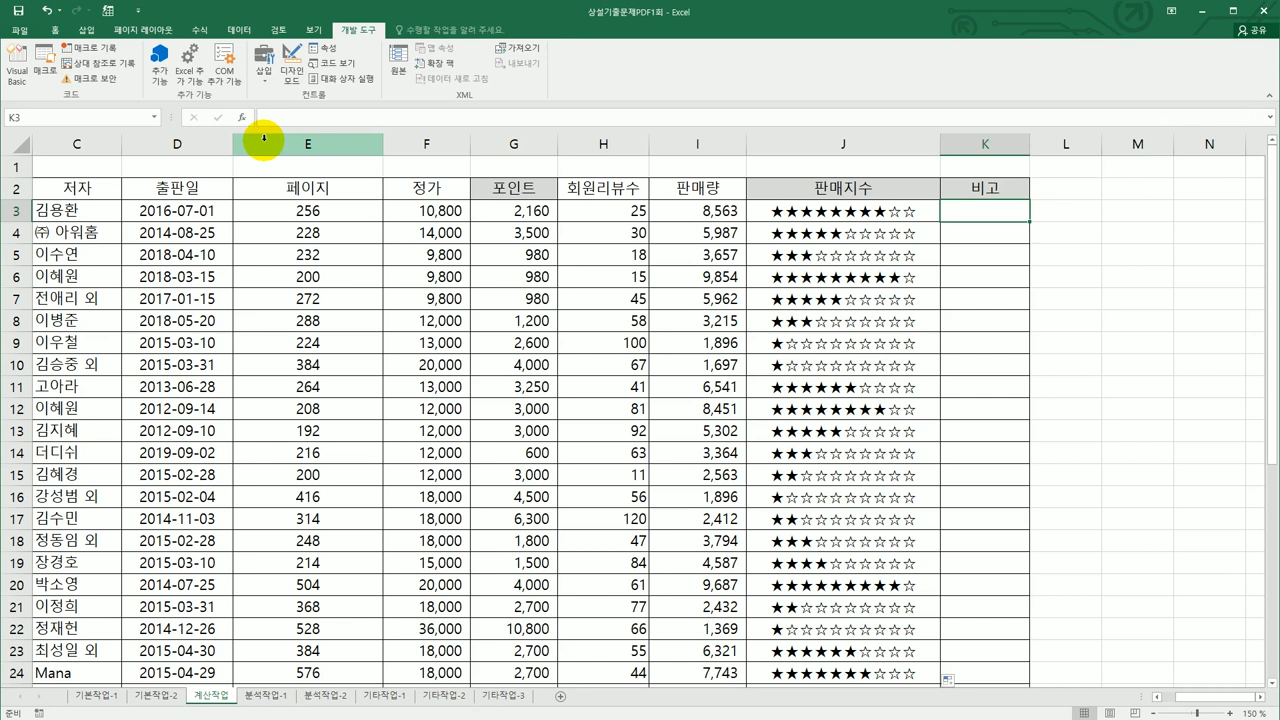 상설기출문제PDF1회 - Excel
파일 홈 삽입 페이지 레이아웃 수식 데이터 검토 보기 개발 도구 수행할 작업을 알려 주세요. 공유
Visual Basic 매크로 매크로 기록 상대 참조로 기록 매크로 보안 추가 기능 Excel 추가 기능 COM 추가 기능 삽입 디자인 모드 속성 코드 보기 대화 상자 실행 원본 맵 속성 확장 팩 데이터 새로 고침 가져오기 내보내기
코드 추가 기능 컨트롤 XML
K3 fx
C D E F G H I J K L M N
1
2 저자 출판일 페이지 정가 포인트 회원리뷰수 판매량 판매지수 비고
3 김용환 2016-07-01 256 10,800 2,160 25 8,563 ★★★★★★★★☆☆
4 ㈜ 아워홈 2014-08-25 228 14,000 3,500 30 5,987 ★★★★★☆☆☆☆☆
5 이수연 2018-04-10 232 9,800 980 18 3,657 ★★★☆☆☆☆☆☆☆
6 이혜원 2018-03-15 200 9,800 980 15 9,854 ★★★★★★★★★☆
7 전애리 외 2017-01-15 272 9,800 980 45 5,962 ★★★★★☆☆☆☆☆
8 이병준 2018-05-20 288 12,000 1,200 58 3,215 ★★★☆☆☆☆☆☆☆
9 이우철 2015-03-10 224 13,000 2,600 100 1,896 ★☆☆☆☆☆☆☆☆☆
10 김승중 외 2015-03-31 384 20,000 4,000 67 1,697 ★☆☆☆☆☆☆☆☆☆
11 고아라 2013-06-28 264 13,000 3,250 41 6,541 ★★★★★★☆☆☆☆
12 이혜원 2012-09-14 208 12,000 3,000 81 8,451 ★★★★★★★★☆☆
13 김지혜 2012-09-10 192 12,000 3,000 92 5,302 ★★★★★☆☆☆☆☆
14 더디쉬 2019-09-02 216 12,000 600 63 3,364 ★★★☆☆☆☆☆☆☆
15 김혜경 2015-02-28 200 12,000 3,000 11 2,563 ★★☆☆☆☆☆☆☆☆
16 강성범 외 2015-02-04 416 18,000 4,500 56 1,896 ★☆☆☆☆☆☆☆☆☆
17 김수민 2014-11-03 314 18,000 6,300 120 2,412 ★★☆☆☆☆☆☆☆☆
18 정동임 외 2015-02-28 248 18,000 1,800 47 3,794 ★★★☆☆☆☆☆☆☆
19 장경호 2015-03-10 214 15,000 1,500 84 4,587 ★★★★☆☆☆☆☆☆
20 박소영 2014-07-25 504 20,000 4,000 61 9,687 ★★★★★★★★★☆
21 이정희 2015-03-31 368 18,000 2,700 77 2,432 ★★☆☆☆☆☆☆☆☆
22 정재헌 2014-12-26 528 36,000 10,800 66 1,369 ★☆☆☆☆☆☆☆☆☆
23 최성일 외 2015-04-30 384 18,000 2,700 55 6,321 ★★★★★★☆☆☆☆
24 Mana 2015-04-29 576 18,000 2,700 44 7,743 ★★★★★★★☆☆☆
기본작업-1 기본작업-2 계산작업 분석작업-1 분석작업-2 기타작업-1 기타작업-2 기타작업-3
준비 150 %